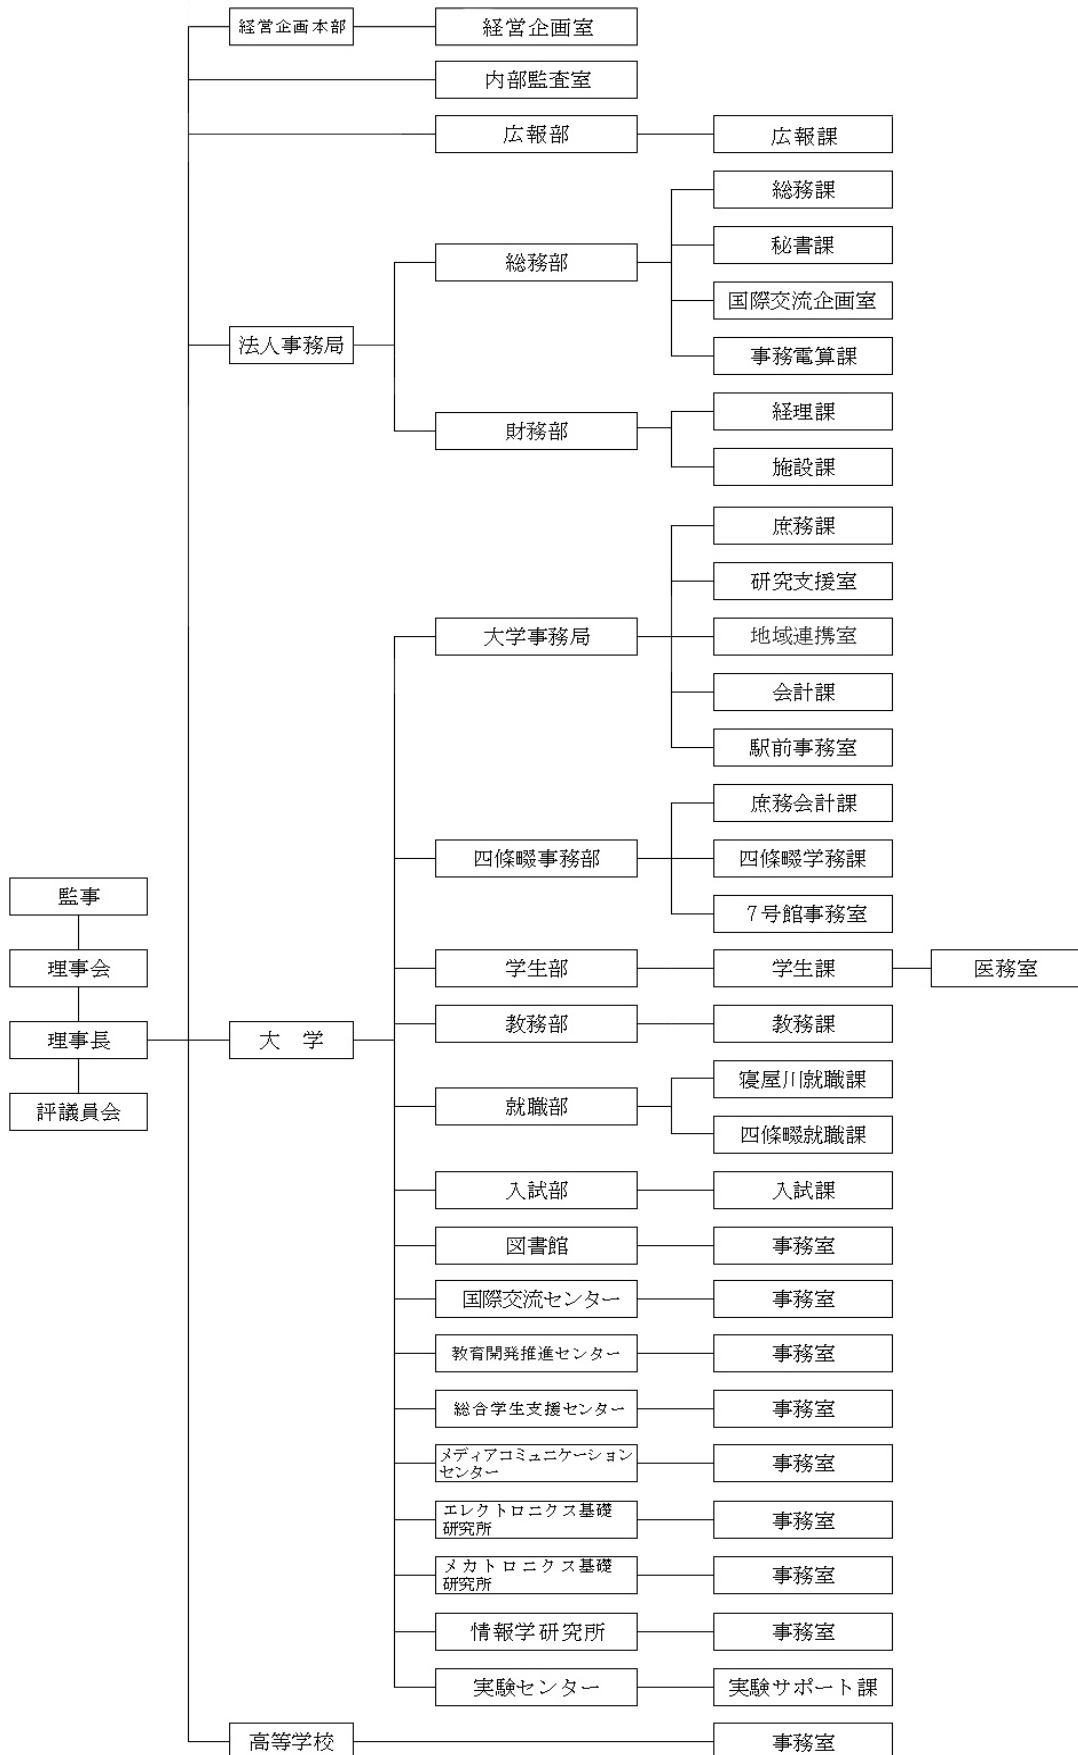 経営企画本部
経営企画室
内部監査室
広報部
広報課
総務課
秘書課
総務部
国際交流企画室
法人事務局
事務電算課
経理課
財務部
施設課
庶務課
研究支援室
大学事務局
地域連携室
会計課
駅前事務室
庶務会計課
四條畷事務部
四條畷学務課
7号館事務室
監事
理事会
学生部
学生課
医務室
理事長
大　学
教務部
教務課
評議員会
就職部
寝屋川就職課
四條畷就職課
入試部
入試課
図書館
事務室
国際交流センター
事務室
教育開発推進センター
事務室
総合学生支援センター
事務室
メディアコミュニケーション
センター
事務室
エレクトロニクス基礎
研究所
事務室
メカトロニクス基礎
研究所
事務室
情報学研究所
事務室
実験センター
実験サポート課
高等学校
事務室